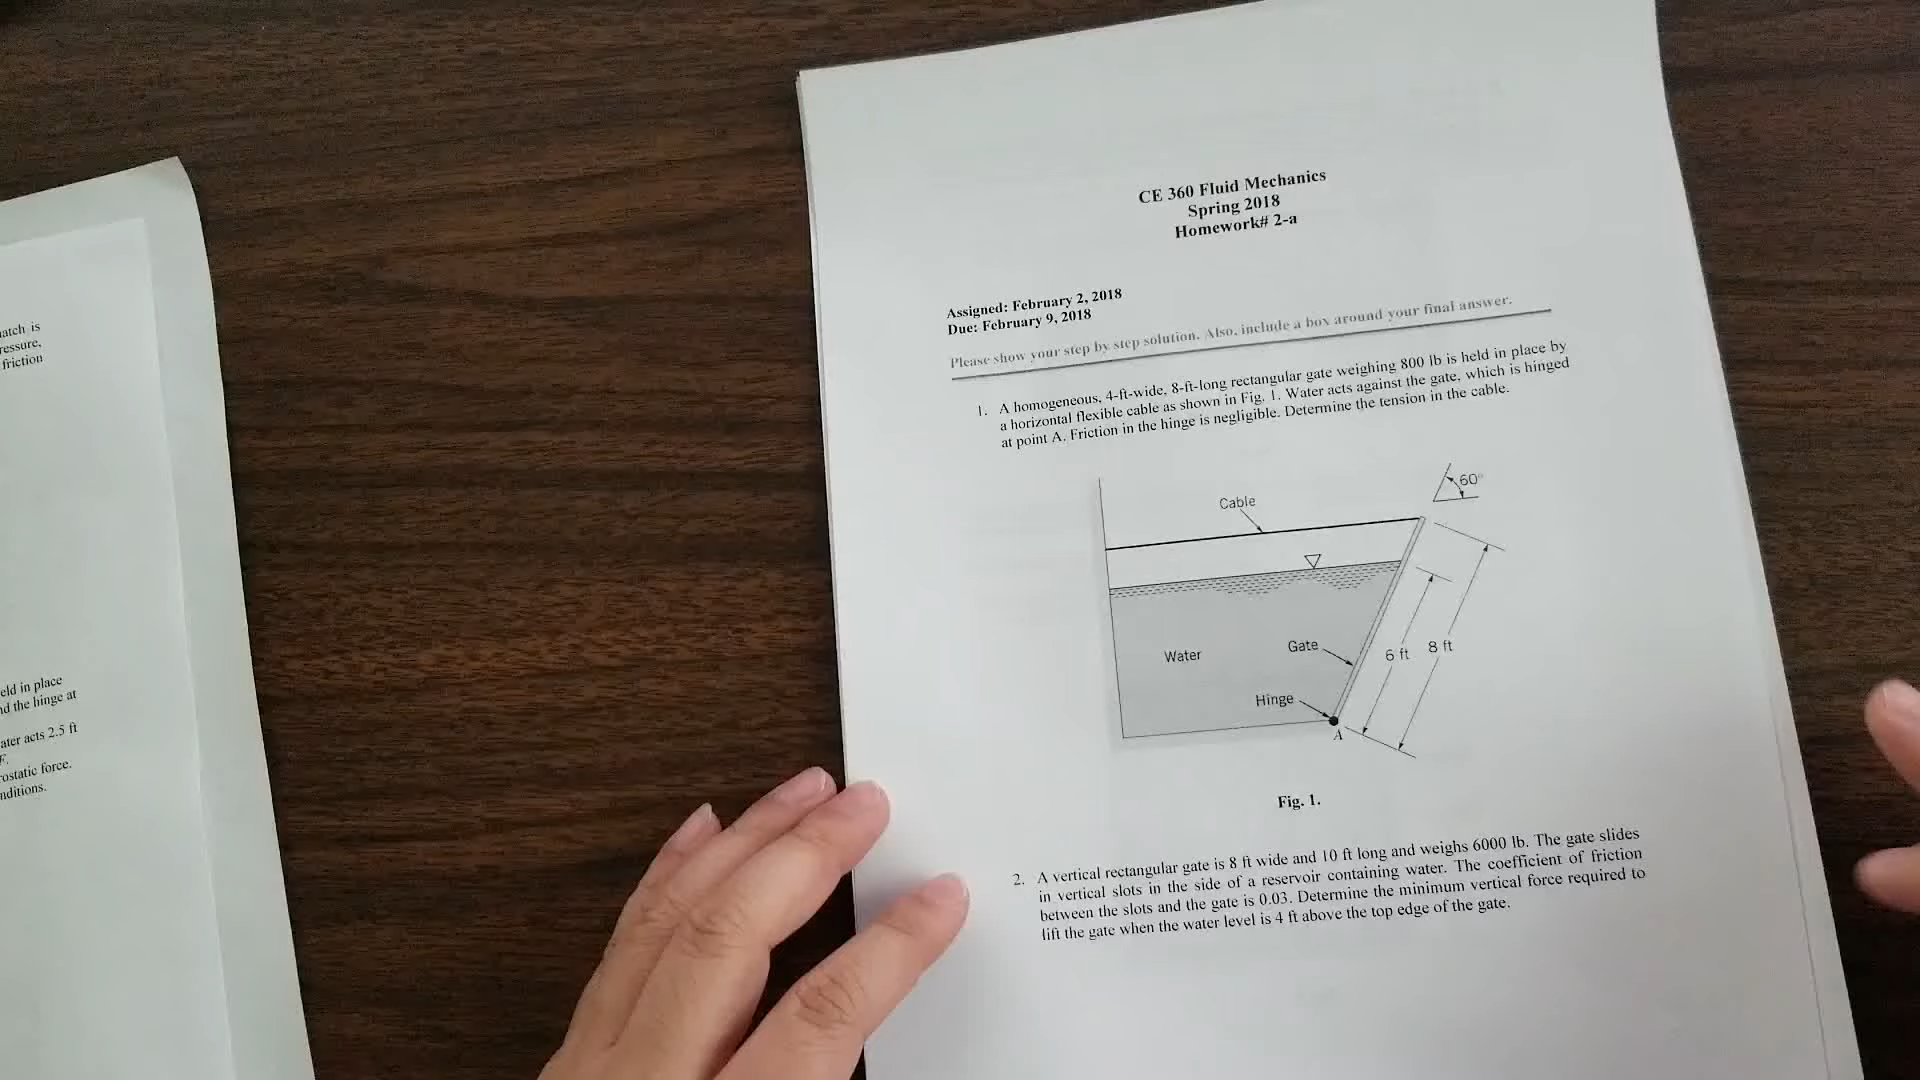 atch is
ressure,
friction
eld in place
nd the hinge at
ater acts 2.5 ft
F.
rostatic force.
nditions.
CE 360 Fluid Mechanics
Spring 2018
Homework# 2-a
Assigned: February 2, 2018
Due: February 9, 2018
Please show your step by step solution. Also, include a box around your final answer.
1. A homogeneous, 4-ft-wide, 8-ft-long rectangular gate weighing 800 lb is held in place by
a horizontal flexible cable as shown in Fig. 1. Water acts against the gate, which is hinged
at point A. Friction in the hinge is negligible. Determine the tension in the cable.
60°
Cable
Water
Gate
6 ft
8 ft
Hinge
A
Fig. 1.
2. A vertical rectangular gate is 8 ft wide and 10 ft long and weighs 6000 lb. The gate slides
in vertical slots in the side of a reservoir containing water. The coefficient of friction
between the slots and the gate is 0.03. Determine the minimum vertical force required to
lift the gate when the water level is 4 ft above the top edge of the gate.